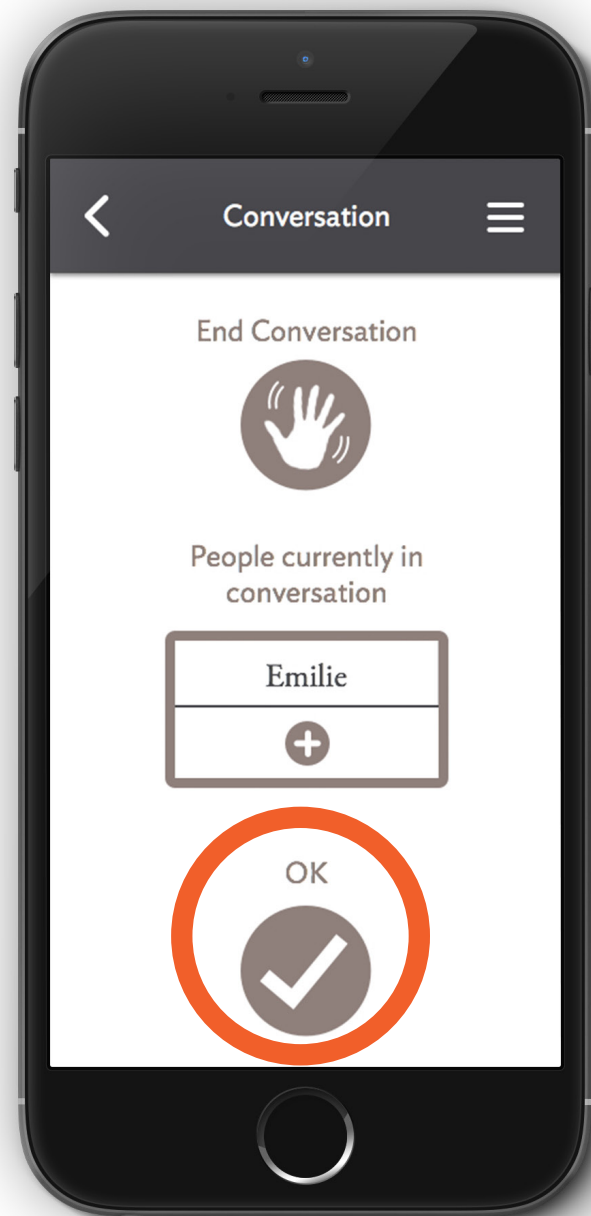 Conversation
End Conversation
People currently in
conversation
Emilie
OK